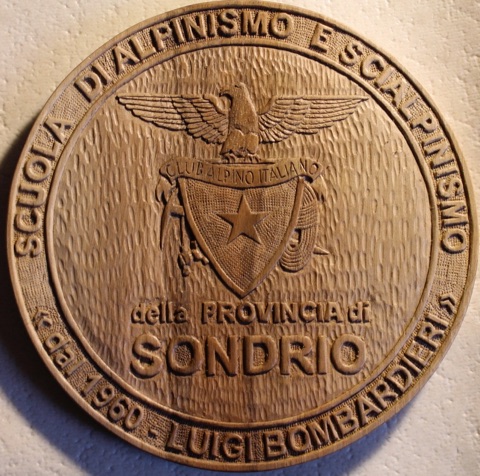 SCUOLA DI ALPINISMO E SCIALPINISMO
CLUB ALPINO ITALIANO
della PROVINCIA di
SONDRIO
«dal 1960 - LUIGI BOMBARDIERI»